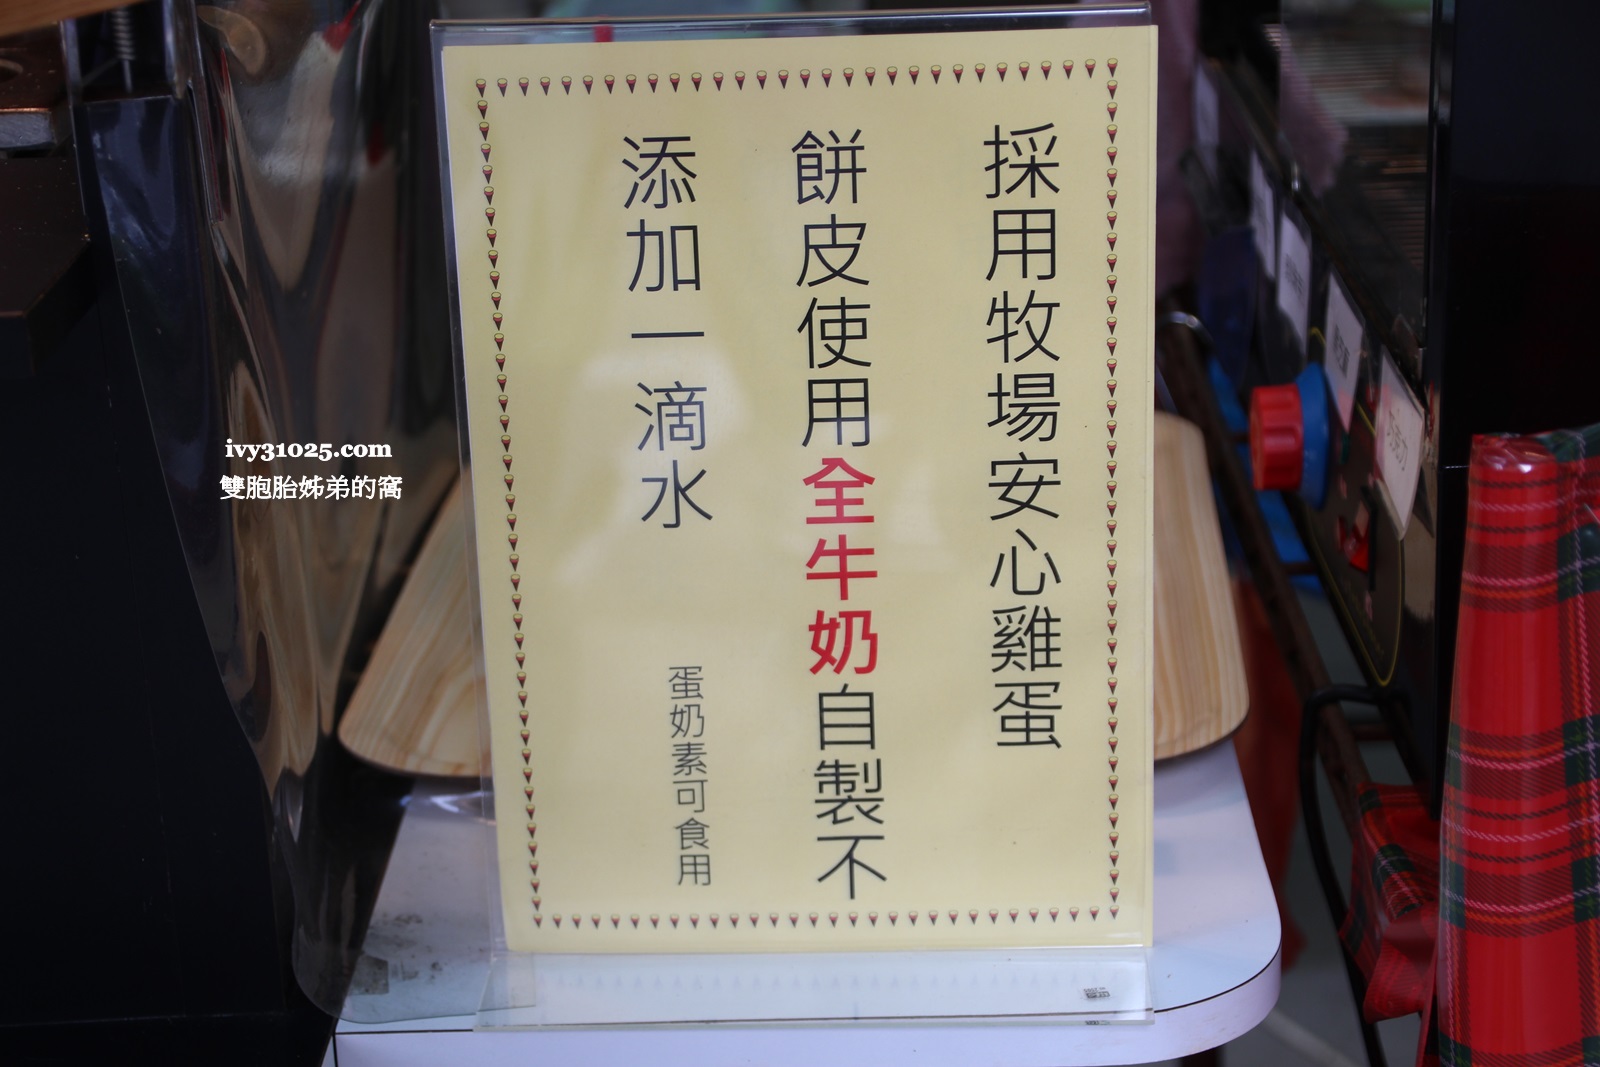 採用牧場安心雞蛋
餅皮使用全牛奶自製不
添加一滴水
蛋奶素可食用
ivy31025.com
雙胞胎姊弟的窩